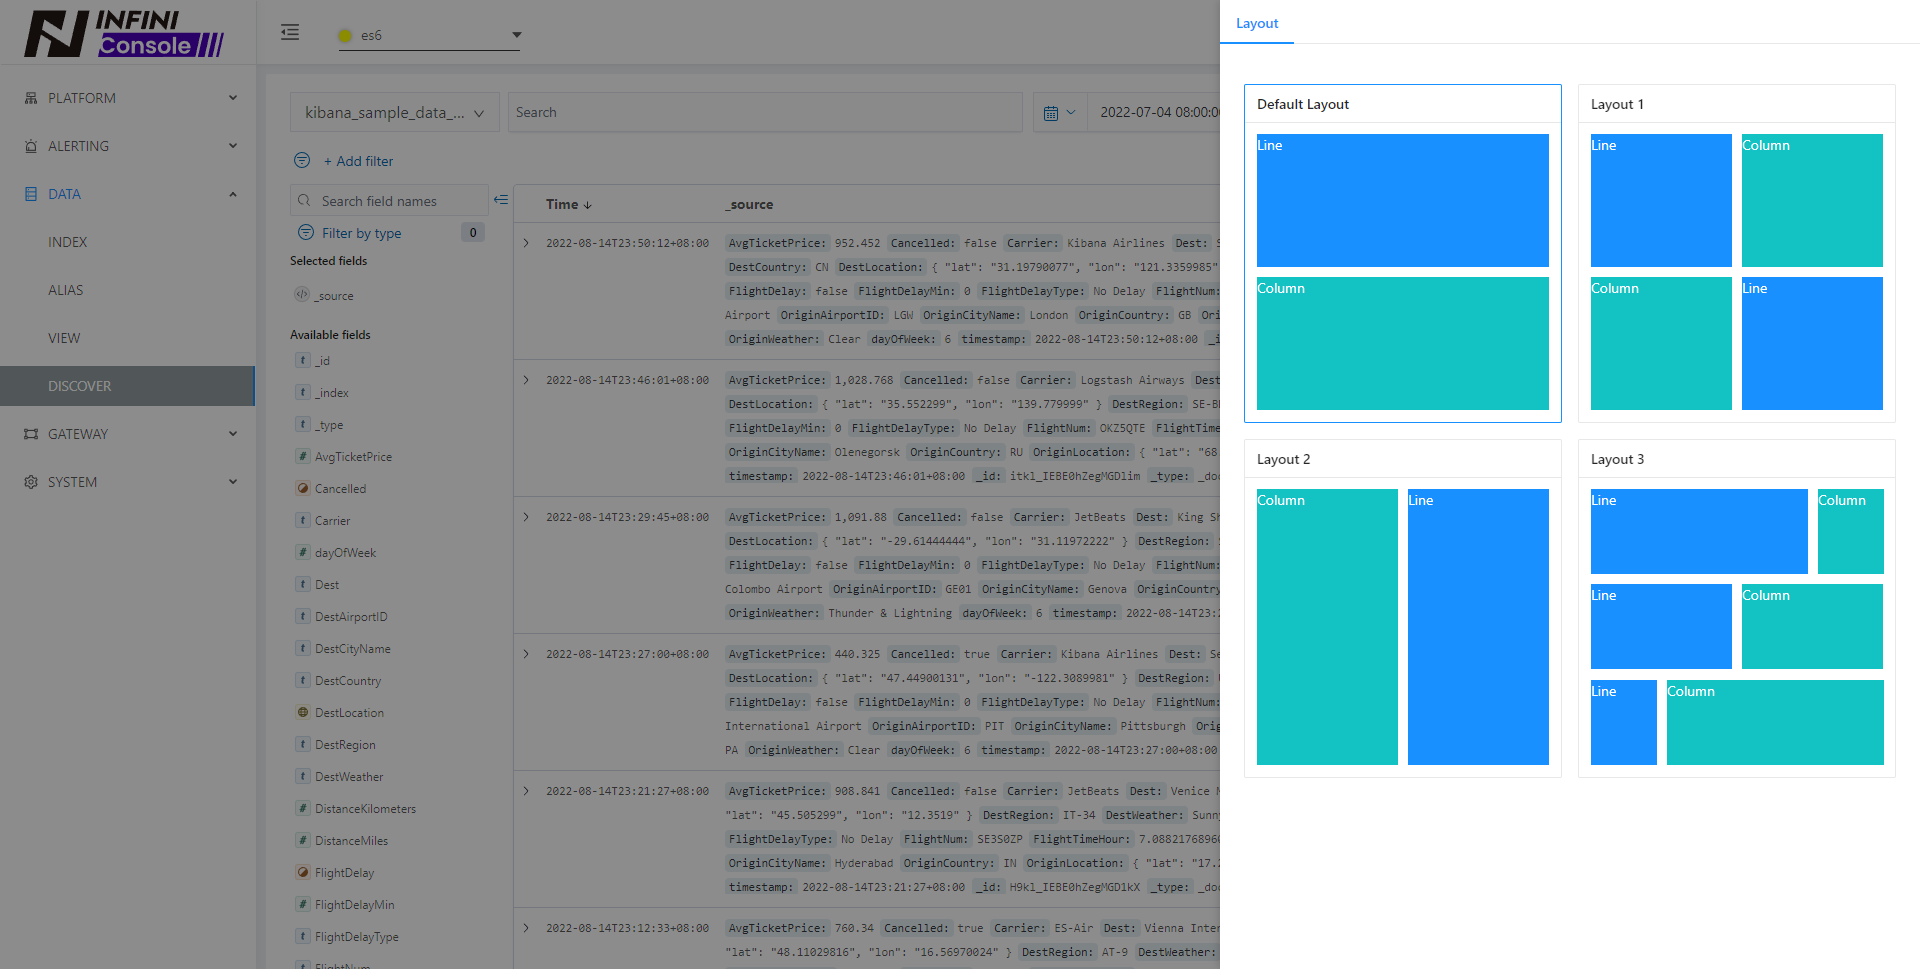 INFINI
Console
es6
Layout
PLATFORM
ALERTING
DATA
INDEX
ALIAS
VIEW
DISCOVER
GATEWAY
SYSTEM
kibana_sample_data_...
Search
2022-07-04 08:00:0
+ Add filter
Search field names
Filter by type 0
Selected fields
_source
Available fields
t _id
t _index
t _type
# AvgTicketPrice
Cancelled
t Carrier
# dayOfWeek
t Dest
t DestAirportID
t DestCityName
t DestCountry
DestLocation
t DestRegion
t DestWeather
# DistanceKilometers
# DistanceMiles
FlightDelay
# FlightDelayMin
t FlightDelayType
t FlightNum
Time ↓ _source
2022-08-14T23:50:12+08:00 AvgTicketPrice: 952.452 Cancelled: false Carrier: Kibana Airlines Dest:
DestCountry: CN DestLocation: { "lat": "31.19790077", "lon": "121.3359985"
FlightDelay: false FlightDelayMin: 0 FlightDelayType: No Delay FlightNum:
Airport OriginAirportID: LGW OriginCityName: London OriginCountry: GB
OriginWeather: Clear dayOfWeek: 6 timestamp: 2022-08-14T23:50:12+08:00
2022-08-14T23:46:01+08:00 AvgTicketPrice: 1,028.768 Cancelled: false Carrier: Logstash Airways Dest
DestLocation: { "lat": "35.552299", "lon": "139.779999" } DestRegion: SE-B
FlightDelayMin: 0 FlightDelayType: No Delay FlightNum: OKZ5QTE FlightTime
OriginCityName: Olenegorsk OriginCountry: RU OriginLocation: { "lat": "68.
timestamp: 2022-08-14T23:46:01+08:00 _id: itkl_IEBE0hZegMGDlim _type: _doc
2022-08-14T23:29:45+08:00 AvgTicketPrice: 1,091.88 Cancelled: false Carrier: JetBeats Dest: King Sh
DestLocation: { "lat": "-29.61444444", "lon": "31.11972222" } DestRegion:
FlightDelay: false FlightDelayMin: 0 FlightDelayType: No Delay FlightNum:
Colombo Airport OriginAirportID: GE01 OriginCityName: Genova OriginCountry
OriginWeather: Thunder & Lightning dayOfWeek: 6 timestamp: 2022-08-14T23:2
2022-08-14T23:27:00+08:00 AvgTicketPrice: 440.325 Cancelled: true Carrier: Kibana Airlines Dest: Se
DestLocation: { "lat": "47.44900131", "lon": "-122.3089981" } DestRegion:
FlightDelay: false FlightDelayMin: 0 FlightDelayType: No Delay FlightNum:
International Airport OriginAirportID: PIT OriginCityName: Pittsburgh Orig
PA OriginWeather: Clear dayOfWeek: 6 timestamp: 2022-08-14T23:27:00+08:00
2022-08-14T23:21:27+08:00 AvgTicketPrice: 908.841 Cancelled: false Carrier: JetBeats Dest: Venice
"lat": "45.505299", "lon": "12.3519" } DestRegion: IT-34 DestWeather: Sunn
FlightDelayType: No Delay FlightNum: SE3S0ZP FlightTimeHour: 7.0882176896
OriginCityName: Hyderabad OriginCountry: IN OriginLocation: { "lat": "17.2
timestamp: 2022-08-14T23:21:27+08:00 _id: H9kl_IEBE0hZegMGD1kX _type: _doc
2022-08-14T23:12:33+08:00 AvgTicketPrice: 760.34 Cancelled: true Carrier: ES-Air Dest: Vienna Inter
"lat": "48.11029816", "lon": "16.56970024" } DestRegion: AT-9 DestWeather:
Default Layout
Line
Column
Layout 1
Line Column
Column Line
Layout 2
Column Line
Layout 3
Line Column
Line Column
Line Column